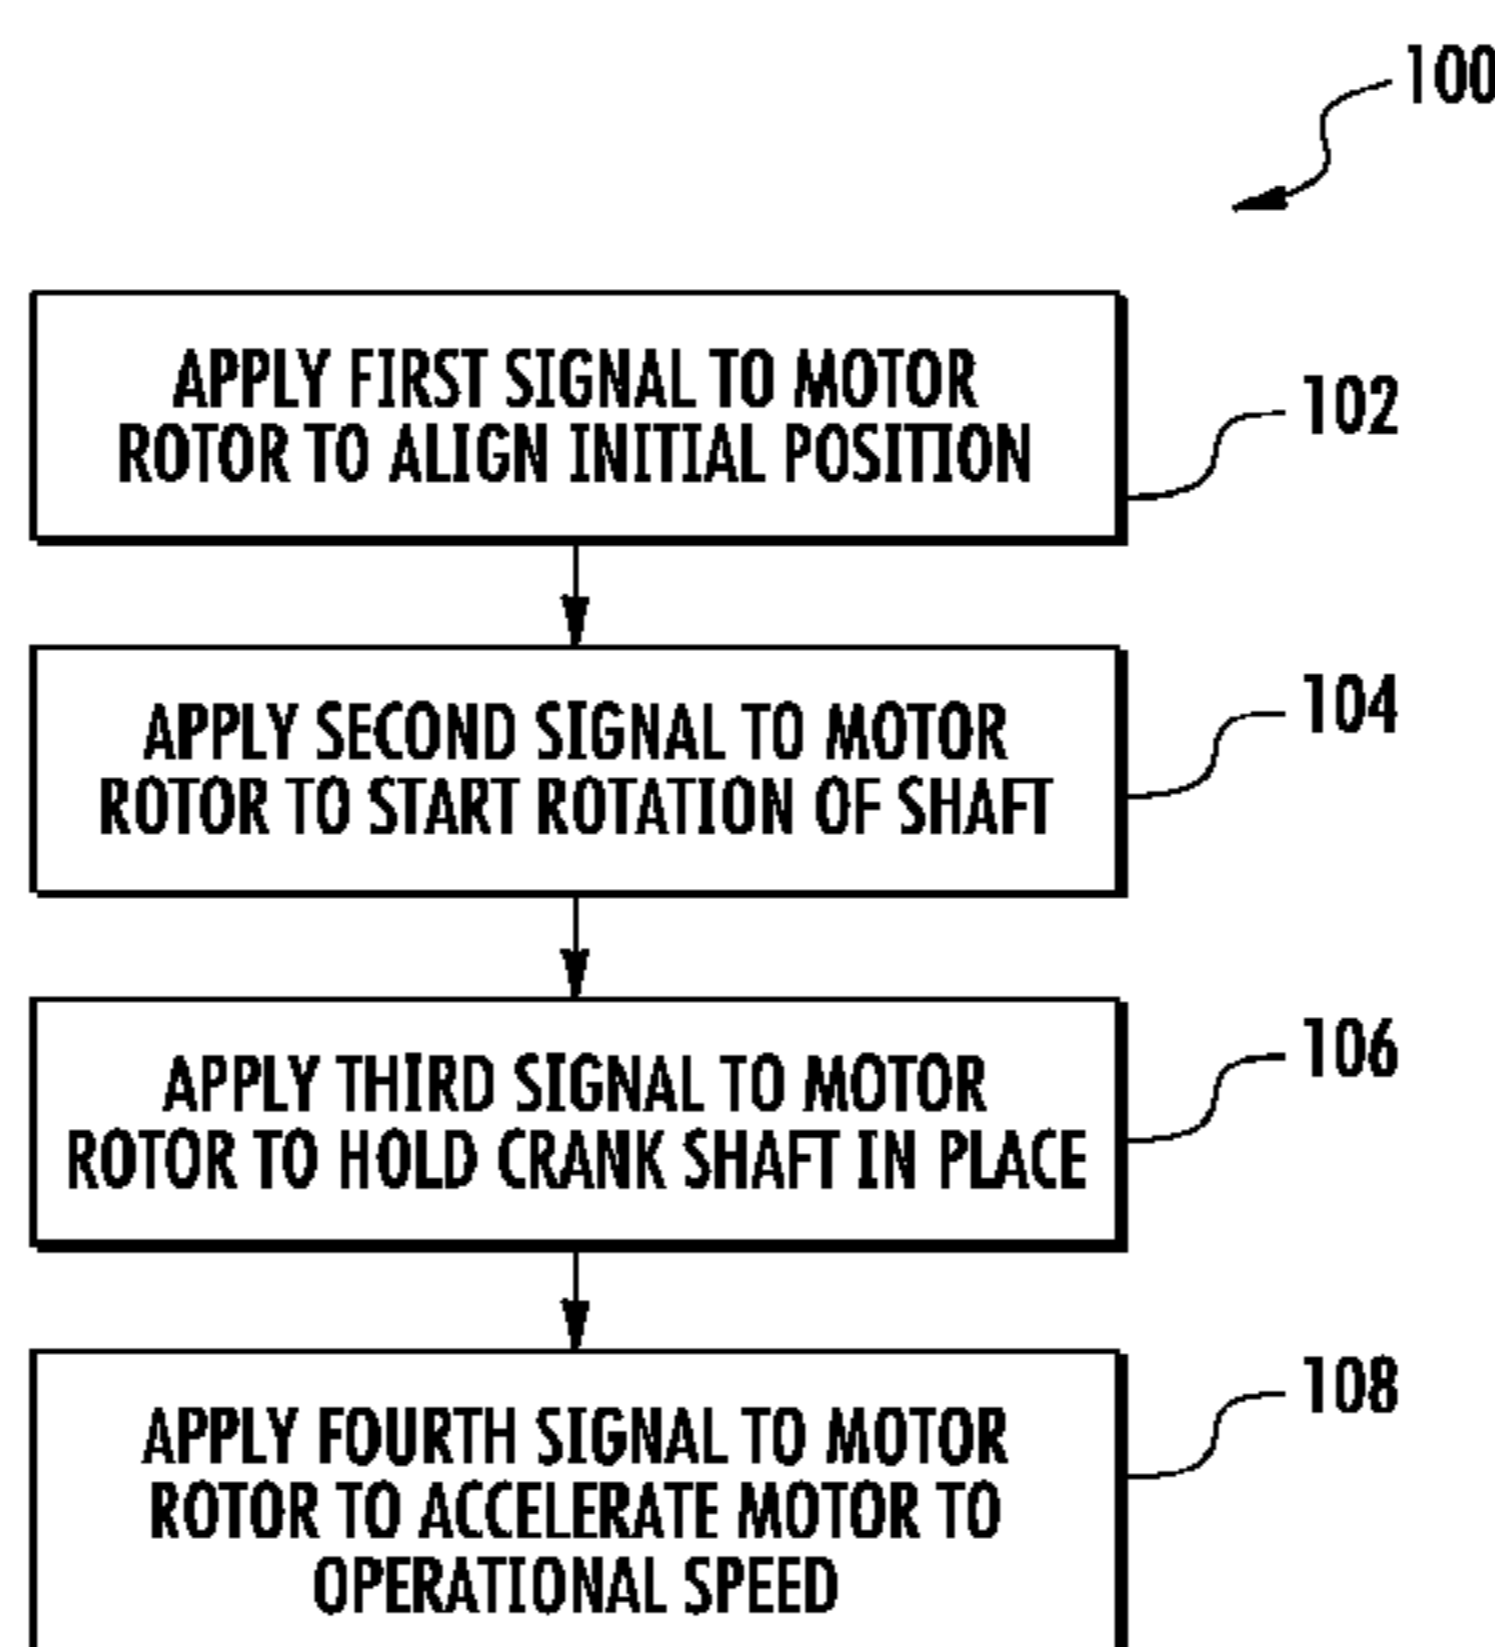 100
APPLY FIRST SIGNAL TO MOTOR
ROTOR TO ALIGN INITIAL POSITION
102
APPLY SECOND SIGNAL TO MOTOR
ROTOR TO START ROTATION OF SHAFT
104
APPLY THIRD SIGNAL TO MOTOR
ROTOR TO HOLD CRANK SHAFT IN PLACE
106
APPLY FOURTH SIGNAL TO MOTOR
ROTOR TO ACCELERATE MOTOR TO
OPERATIONAL SPEED
108